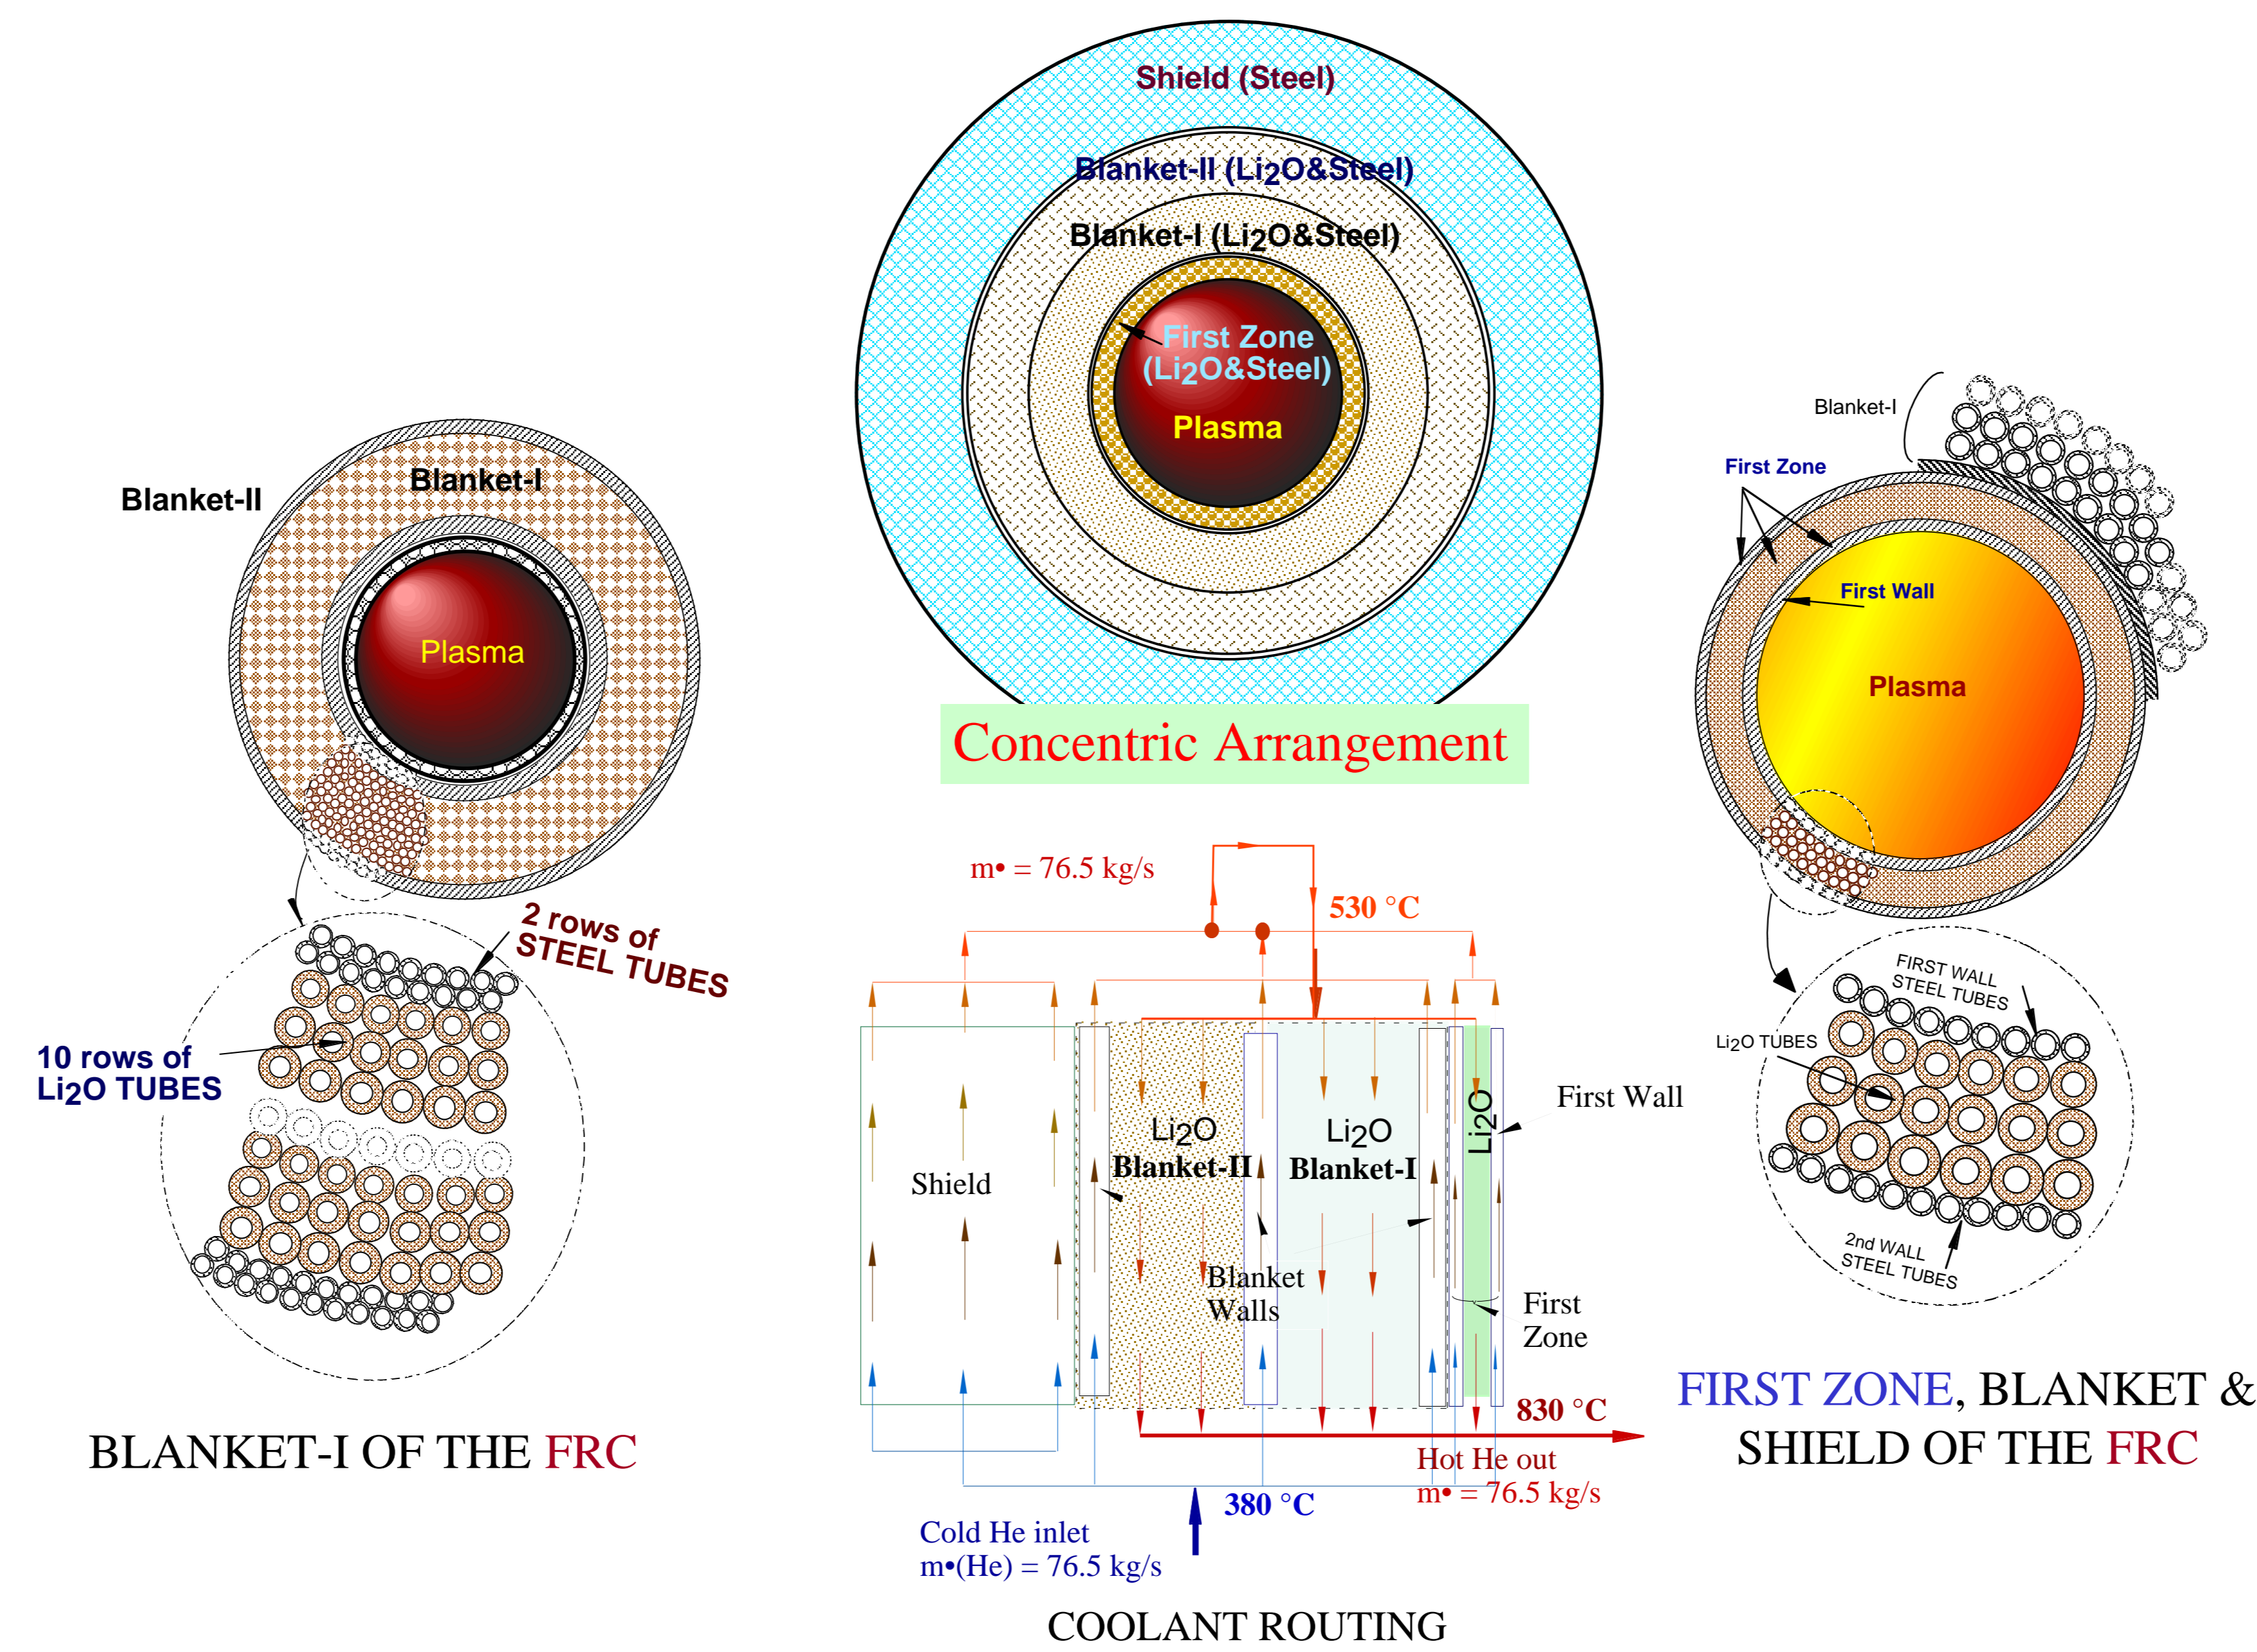 Shield (Steel)
Blanket-II (Li2O&Steel)
Blanket-I (Li2O&Steel)
First Zone
(Li2O&Steel)
Plasma
Concentric Arrangement
Blanket-II
Blanket-I
Plasma
2 rows of
STEEL TUBES
10 rows of
Li2O TUBES
BLANKET-I OF THE FRC
m• = 76.5 kg/s
530 °C
Shield
Li2O
Blanket-II
Li2O
Blanket-I
Li2O
First Wall
Blanket
Walls
First
Zone
830 °C
Hot He out
m• = 76.5 kg/s
380 °C
Cold He inlet
m•(He) = 76.5 kg/s
COOLANT ROUTING
Blanket-I
First Zone
First Wall
Plasma
FIRST WALL
STEEL TUBES
Li2O TUBES
2nd WALL
STEEL TUBES
FIRST ZONE, BLANKET &
SHIELD OF THE FRC